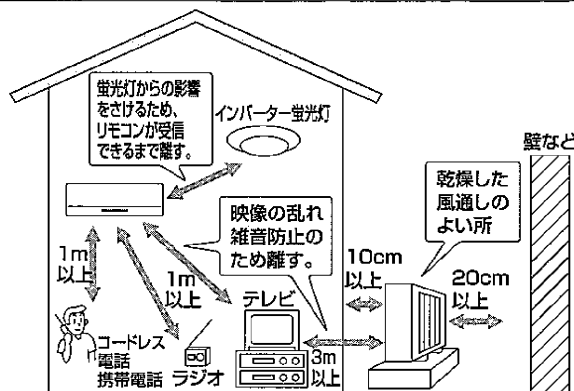 蛍光灯からの影響
をさけるため、
リモコンが受信
できるまで離す。
インバーター蛍光灯
壁など
乾燥した
風通しの
よい所
映像の乱れ
雑音防止の
ため離す。
1m
以上
1m
以上
テレビ
10cm
以上
20cm
以上
コードレス
電話
携帯電話
ラジオ
3m
以上